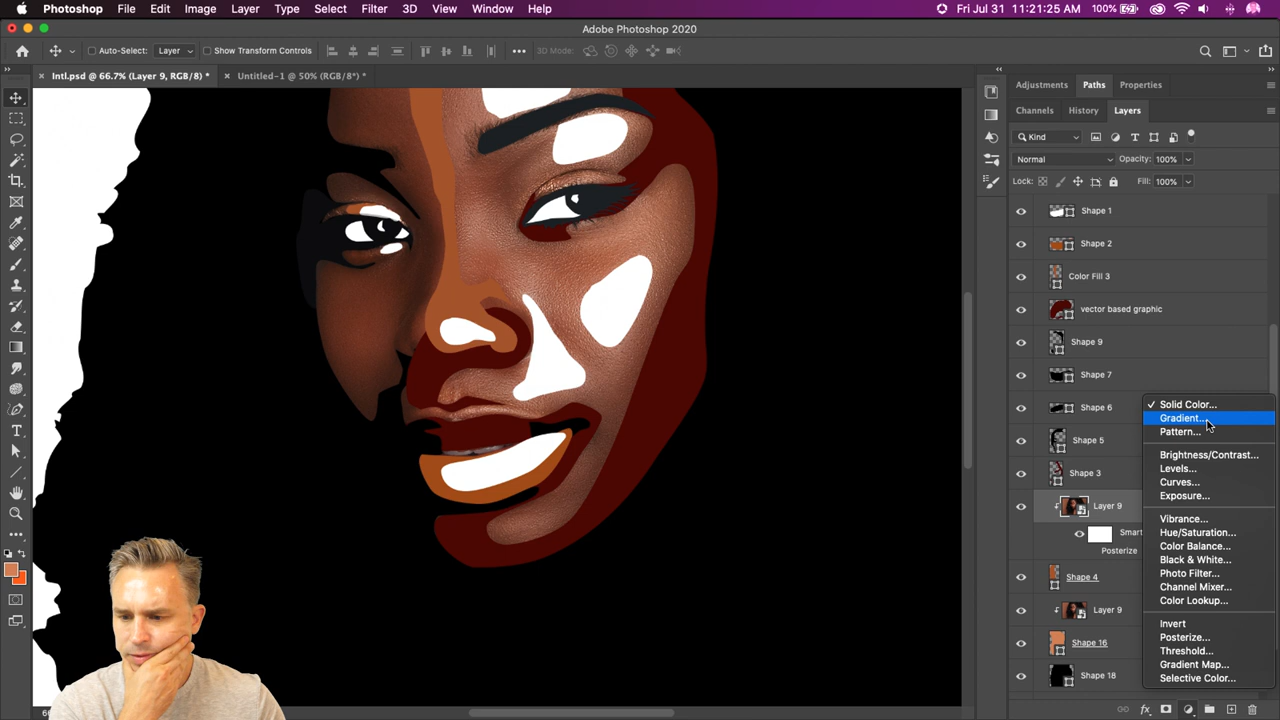 Photoshop File Edit Image Layer Type Select Filter 3D View Window Help 100% Fri Jul 31 11:21:25 AM
Adobe Photoshop 2020
Auto-Select: Layer Show Transform Controls 3D Mode:
Intl.psd @ 66.7% (Layer 9, RGB/8) * Untitled-1 @ 50% (RGB/8*) *
Adjustments Paths Properties
Channels History Layers
Kind
Normal Opacity: 100%
Lock: Fill: 100%
Shape 1
Shape 2
Color Fill 3
vector based graphic
Shape 9
Shape 7
Shape 6
Shape 5
Shape 3
Layer 9
Smart
Posterize
Shape 4
Layer 9
Shape 16
Shape 18
Solid Color...
Gradient...
Pattern...
Brightness/Contrast...
Levels...
Curves...
Exposure...
Vibrance...
Hue/Saturation...
Color Balance...
Black & White...
Photo Filter...
Channel Mixer...
Color Lookup...
Invert
Posterize...
Threshold...
Gradient Map...
Selective Color...